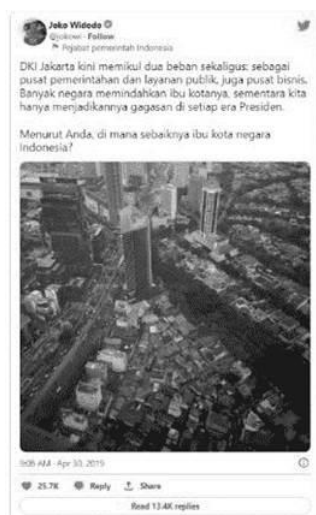 Joko Widodo
@jokowi · Follow
Pejabat pemerintah Indonesia
DKI Jakarta kini memikul dua beban sekaligus: sebagai
pusat pemerintahan dan layanan publik, juga pusat bisnis.
Banyak negara memindahkan ibu kotanya, sementara kita
hanya menjadikannya gagasan di setiap era Presiden.
Menurut Anda, di mana sebaiknya ibu kota negara
Indonesia?
9:08 AM · Apr 30, 2019
25.7K Reply Share
Read 13.4K replies